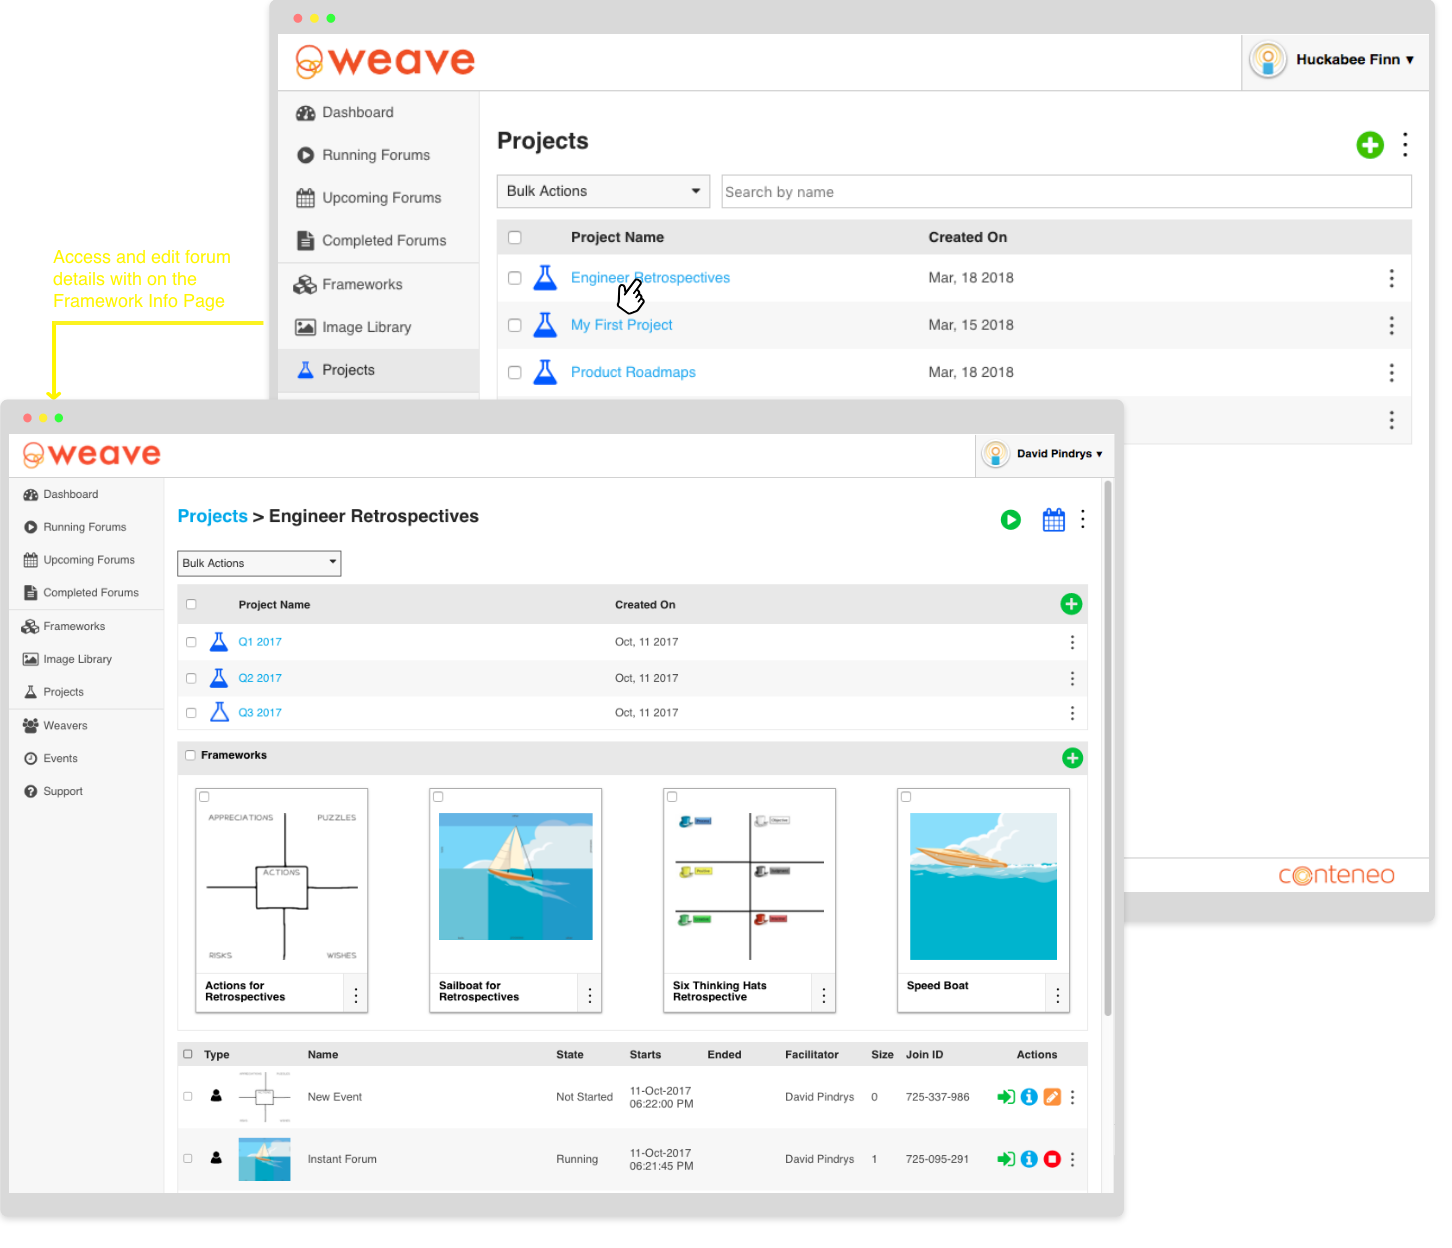 weave
Huckabee Finn ▾
Dashboard
Running Forums
Upcoming Forums
Completed Forums
Frameworks
Image Library
Projects
Projects
Bulk Actions
Search by name
Project Name Created On
Engineer Retrospectives Mar, 18 2018
My First Project Mar, 15 2018
Product Roadmaps Mar, 18 2018
conteneo
Access and edit forum
details with on the
Framework Info Page
weave
David Pindrys ▾
Dashboard
Running Forums
Upcoming Forums
Completed Forums
Frameworks
Image Library
Projects
Weavers
Events
Support
Projects > Engineer Retrospectives
Bulk Actions
Project Name Created On
Q1 2017 Oct, 11 2017
Q2 2017 Oct, 11 2017
Q3 2017 Oct, 11 2017
Frameworks
APPRECIATIONS PUZZLES
ACTIONS
RISKS WISHES
Actions for
Retrospectives
Sailboat for
Retrospectives
Six Thinking Hats
Retrospective
Speed Boat
Type Name State Starts Ended Facilitator Size Join ID Actions
New Event Not Started 11-Oct-2017 06:22:00 PM David Pindrys 0 725-337-986
Instant Forum Running 11-Oct-2017 06:21:45 PM David Pindrys 1 725-095-291